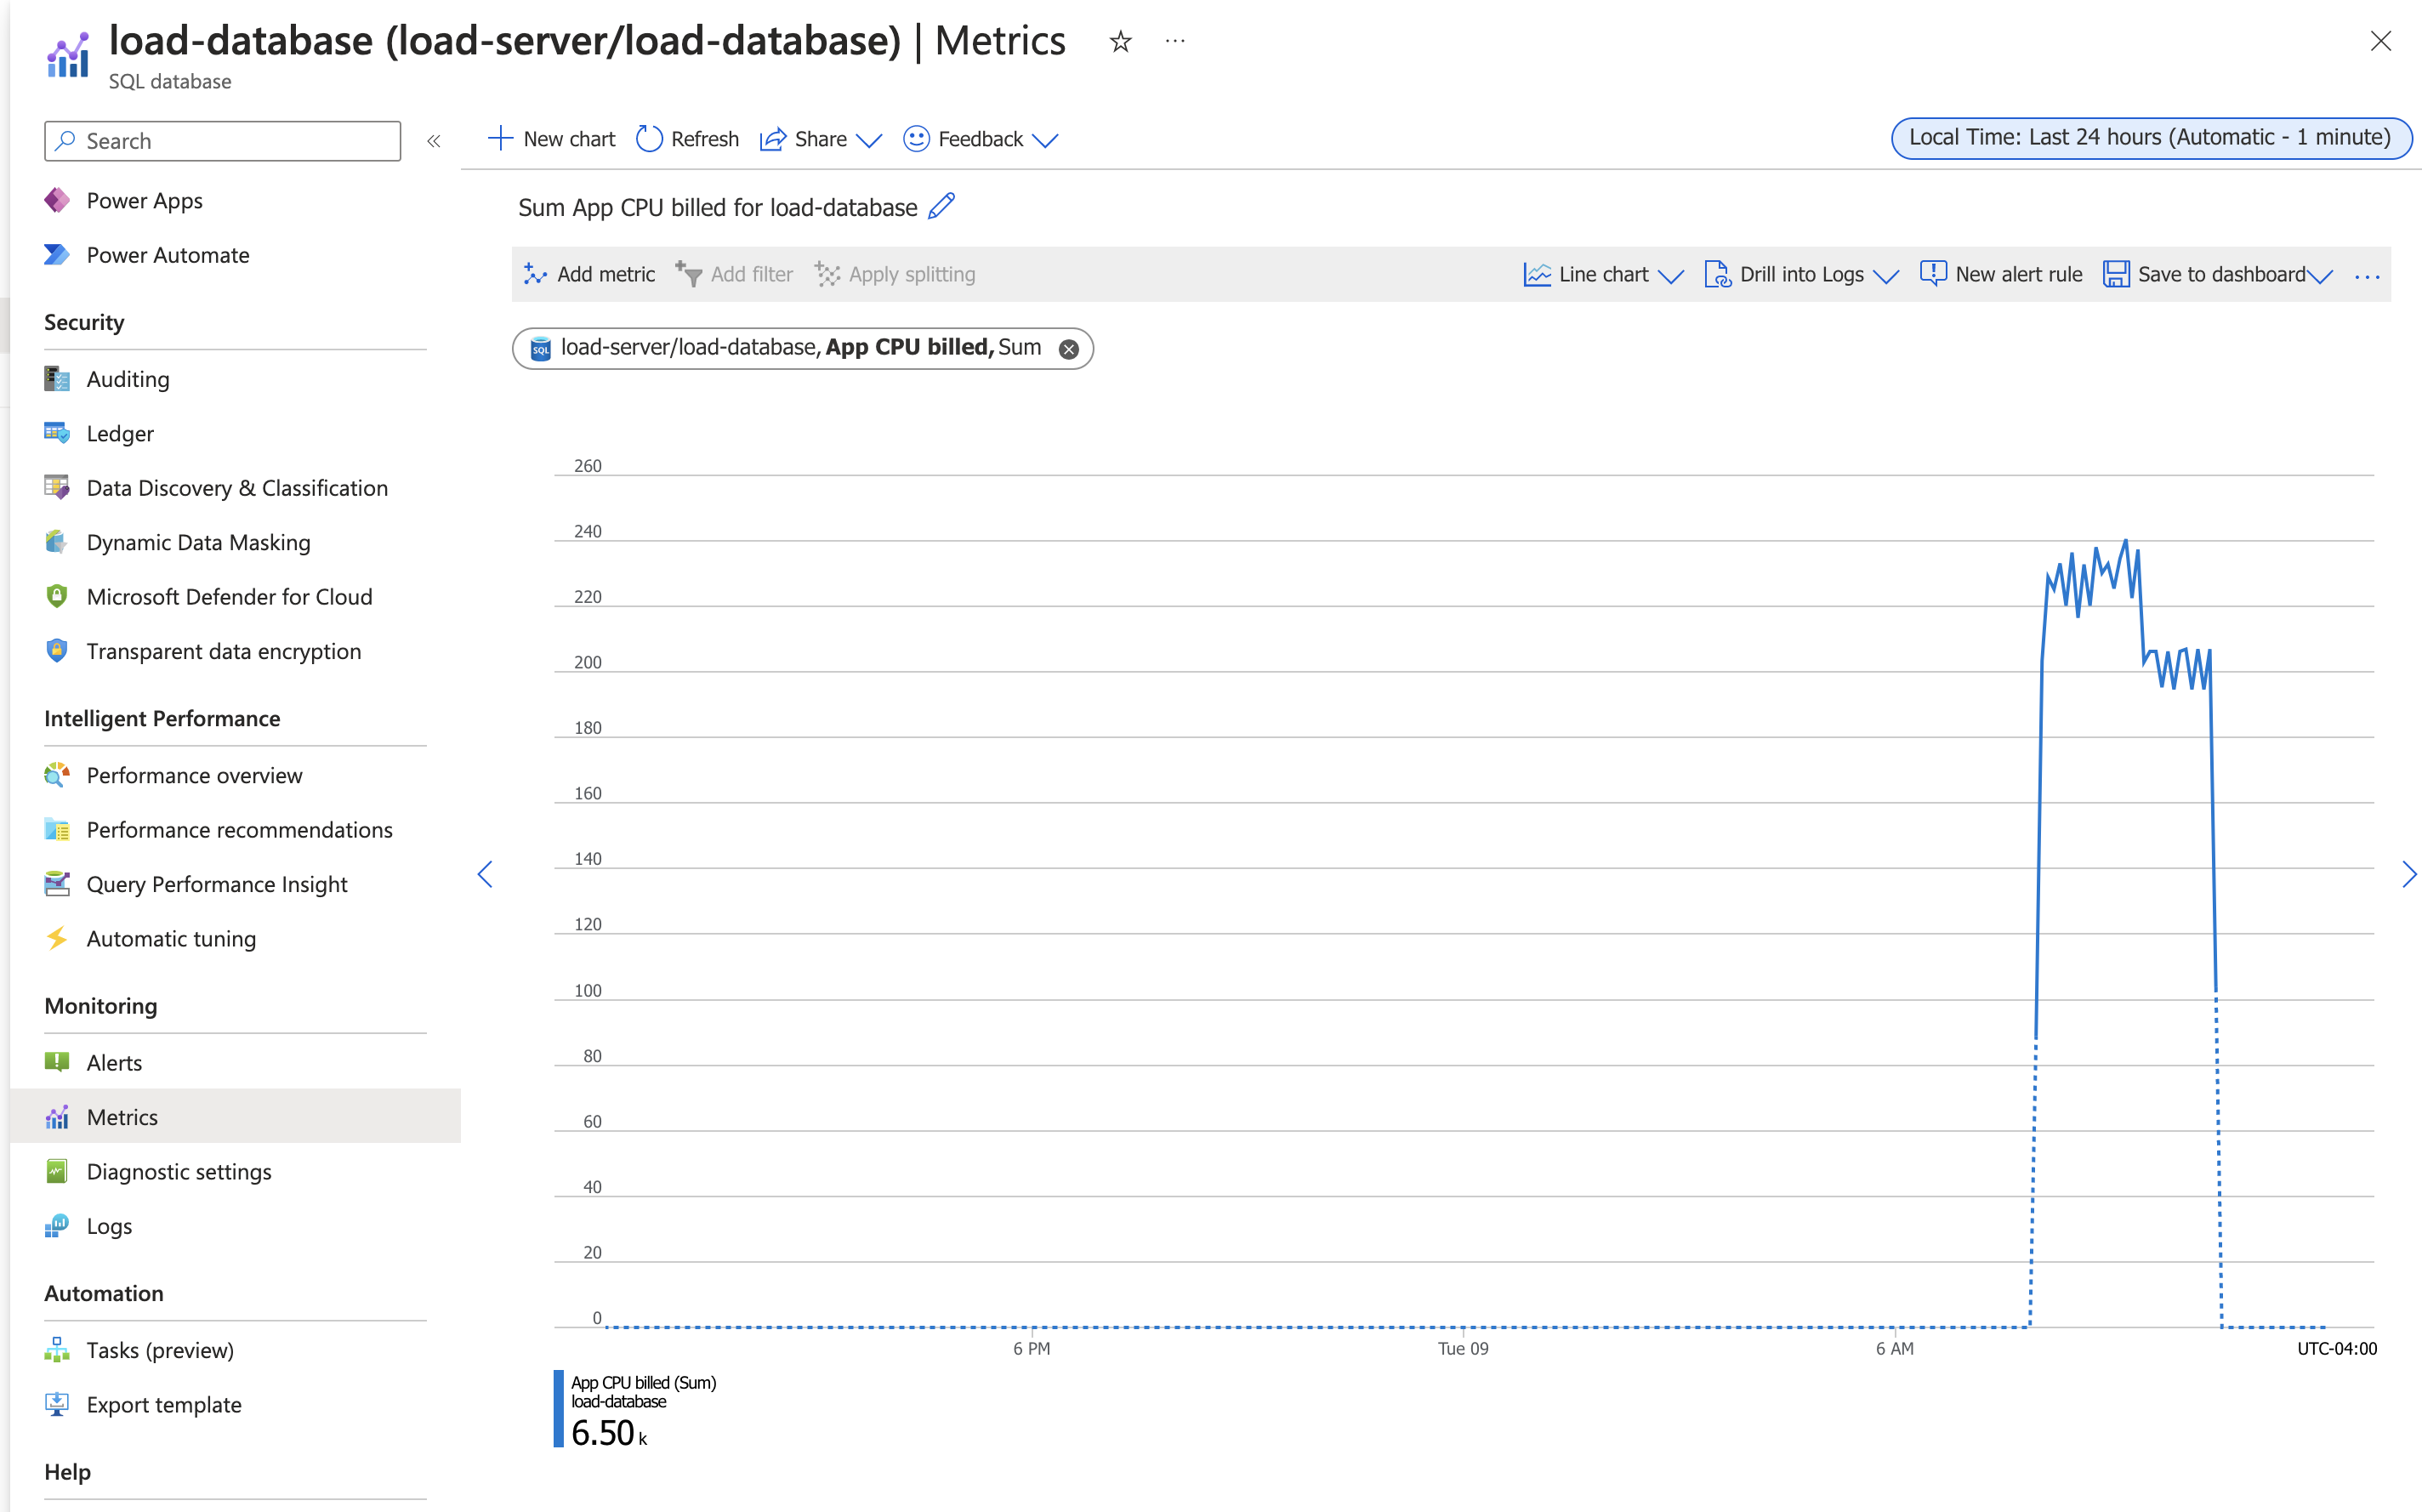 load-database (load-server/load-database) | Metrics
SQL database
Search
Power Apps
Power Automate
Security
Auditing
Ledger
Data Discovery & Classification
Dynamic Data Masking
Microsoft Defender for Cloud
Transparent data encryption
Intelligent Performance
Performance overview
Performance recommendations
Query Performance Insight
Automatic tuning
Monitoring
Alerts
Metrics
Diagnostic settings
Logs
Automation
Tasks (preview)
Export template
Help
New chart Refresh Share Feedback
Local Time: Last 24 hours (Automatic - 1 minute)
Sum App CPU billed for load-database
Add metric Add filter Apply splitting Line chart Drill into Logs New alert rule Save to dashboard
SQL load-server/load-database, App CPU billed, Sum
260
240
220
200
180
160
140
120
100
80
60
40
20
0
6 PM Tue 09 6 AM UTC-04:00
App CPU billed (Sum)
load-database
6.50 k